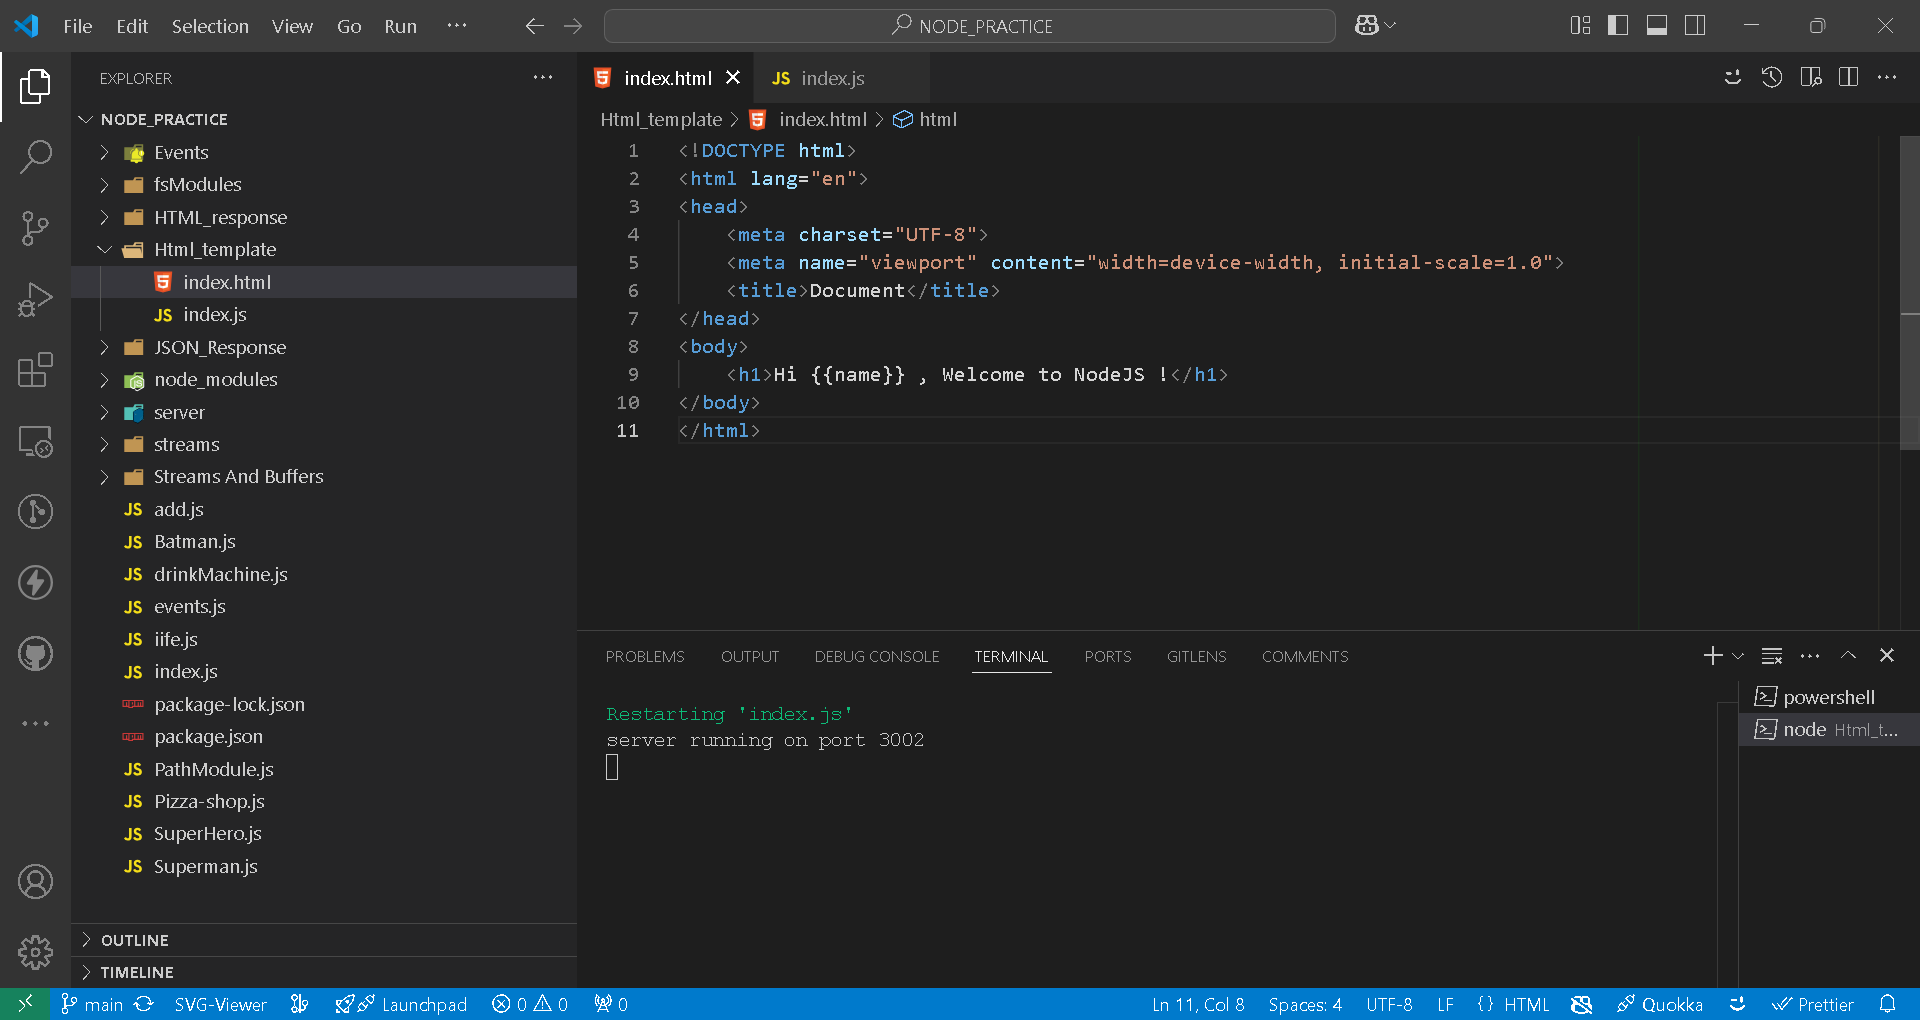 File Edit Selection View Go Run ··· NODE_PRACTICE
EXPLORER ···
NODE_PRACTICE
Events
fsModules
HTML_response
Html_template
index.html
JS index.js
JSON_Response
node_modules
server
streams
Streams And Buffers
JS add.js
JS Batman.js
JS drinkMachine.js
JS events.js
JS iife.js
JS index.js
package-lock.json
package.json
JS PathModule.js
JS Pizza-shop.js
JS SuperHero.js
JS Superman.js
OUTLINE
TIMELINE
index.html JS index.js
Html_template > index.html > html
1 <!DOCTYPE html>
2 <html lang="en">
3 <head>
4 <meta charset="UTF-8">
5 <meta name="viewport" content="width=device-width, initial-scale=1.0">
6 <title>Document</title>
7 </head>
8 <body>
9 <h1>Hi {{name}} , Welcome to NodeJS !</h1>
10 </body>
11 </html>
PROBLEMS OUTPUT DEBUG CONSOLE TERMINAL PORTS GITLENS COMMENTS
Restarting 'index.js'
server running on port 3002
powershell
node Html_t...
main SVG-Viewer Launchpad 0 0 0 Ln 11, Col 8 Spaces: 4 UTF-8 LF {} HTML Quokka Prettier